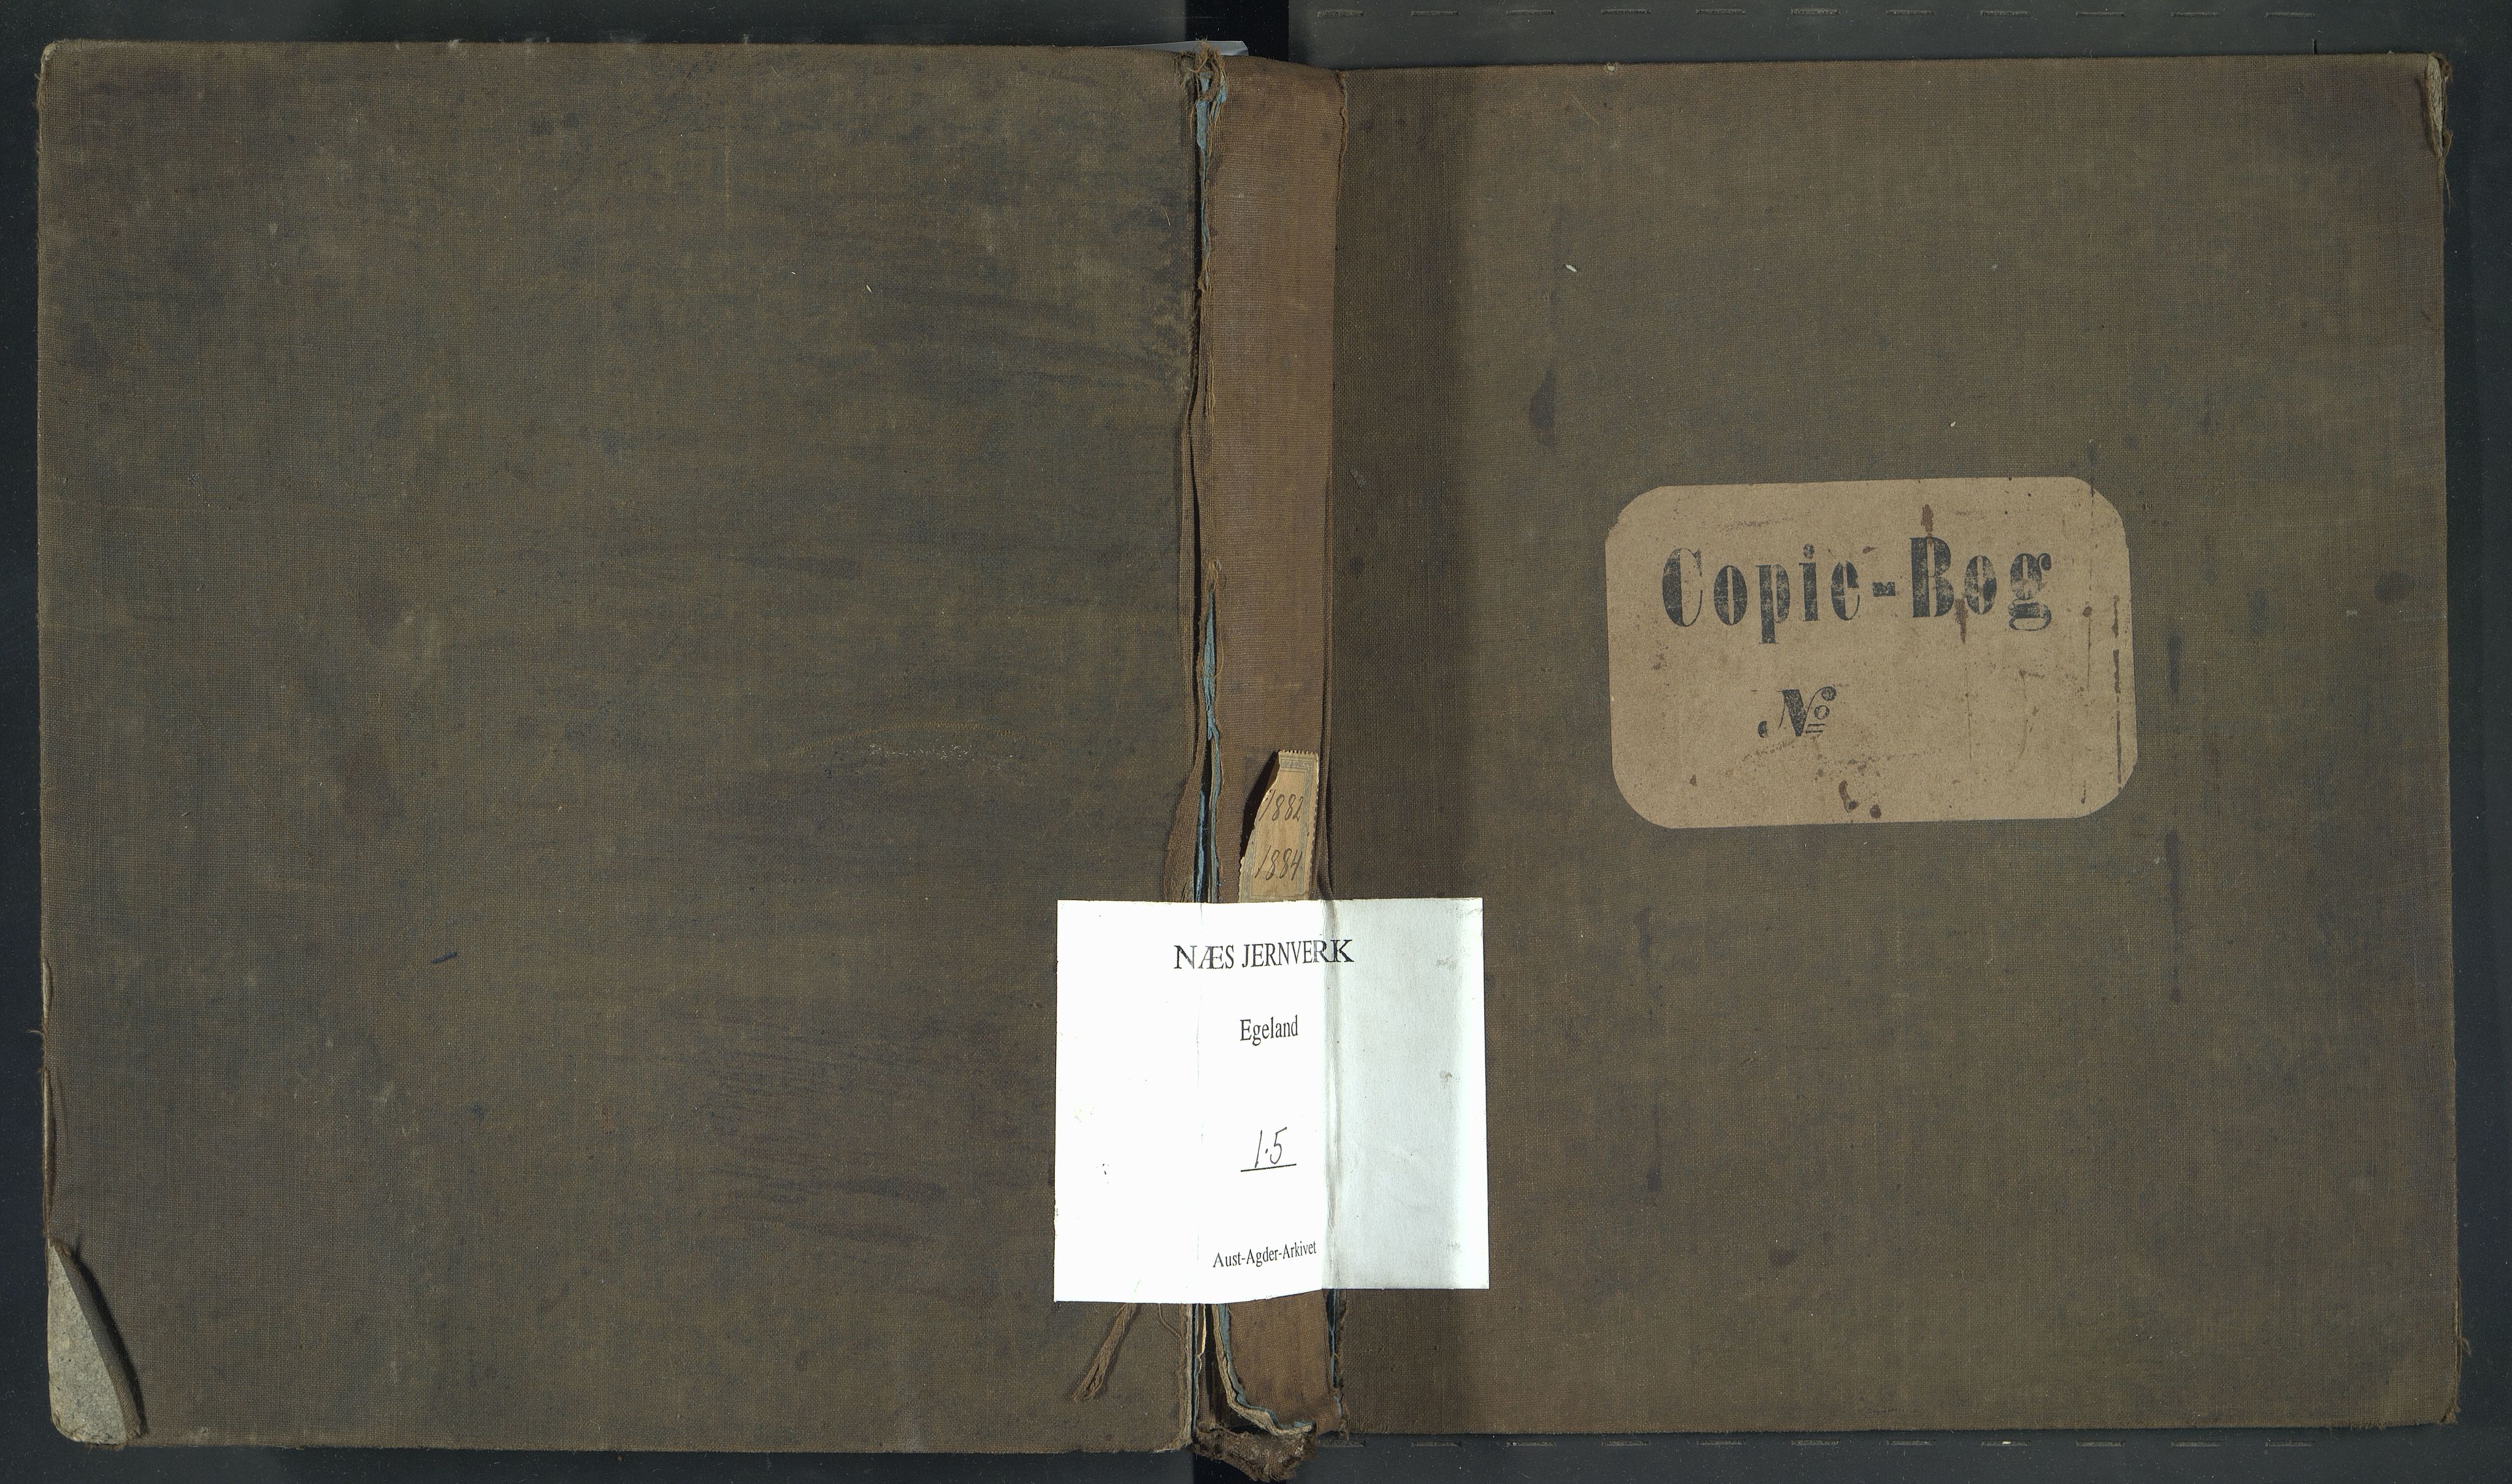 1882
1884
NÆS JERNVERK
Egeland
1.5
Aust-Agder-Arkivet
Copie-Bog
№